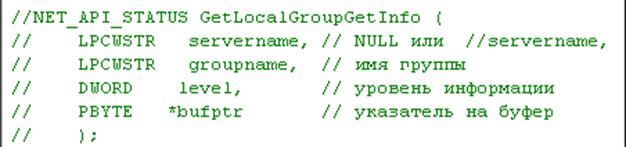 //NET_API_STATUS GetLocalGroupGetInfo (
//    LPCWSTR   servername, // NULL или  //servername,
//    LPCWSTR   groupname,  // имя группы
//    DWORD    level,       // уровень информации
//    PBYTE   *bufptr       // указатель на буфер
//    );